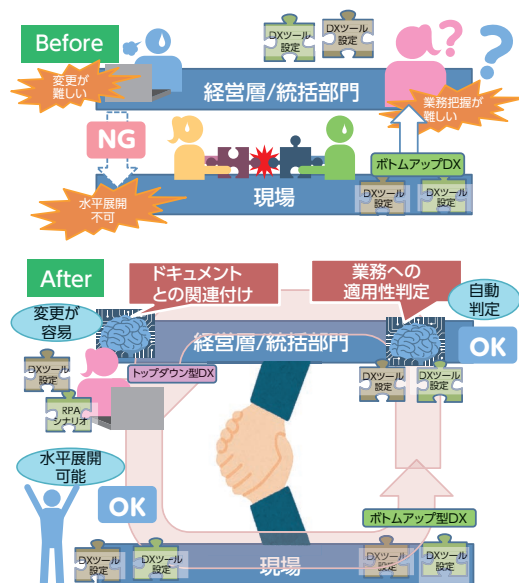 Before
DXツール
設定
DXツール
設定
?
?
変更が
難しい
経営層/統括部門
業務把握が
難しい
NG
ボトムアップDX
水平展開
不可
現場
DXツール
設定
DXツール
設定
After
ドキュメント
との関連付け
業務への
適用性判定
自動
判定
変更が
容易
経営層/統括部門
OK
DXツール
設定
トップダウン型DX
DXツール
設定
DXツール
設定
RPA
シナリオ
水平展開
可能
OK
ボトムアップ型DX
DXツール
設定
DXツール
設定
現場
DXツール
設定
DXツール
設定